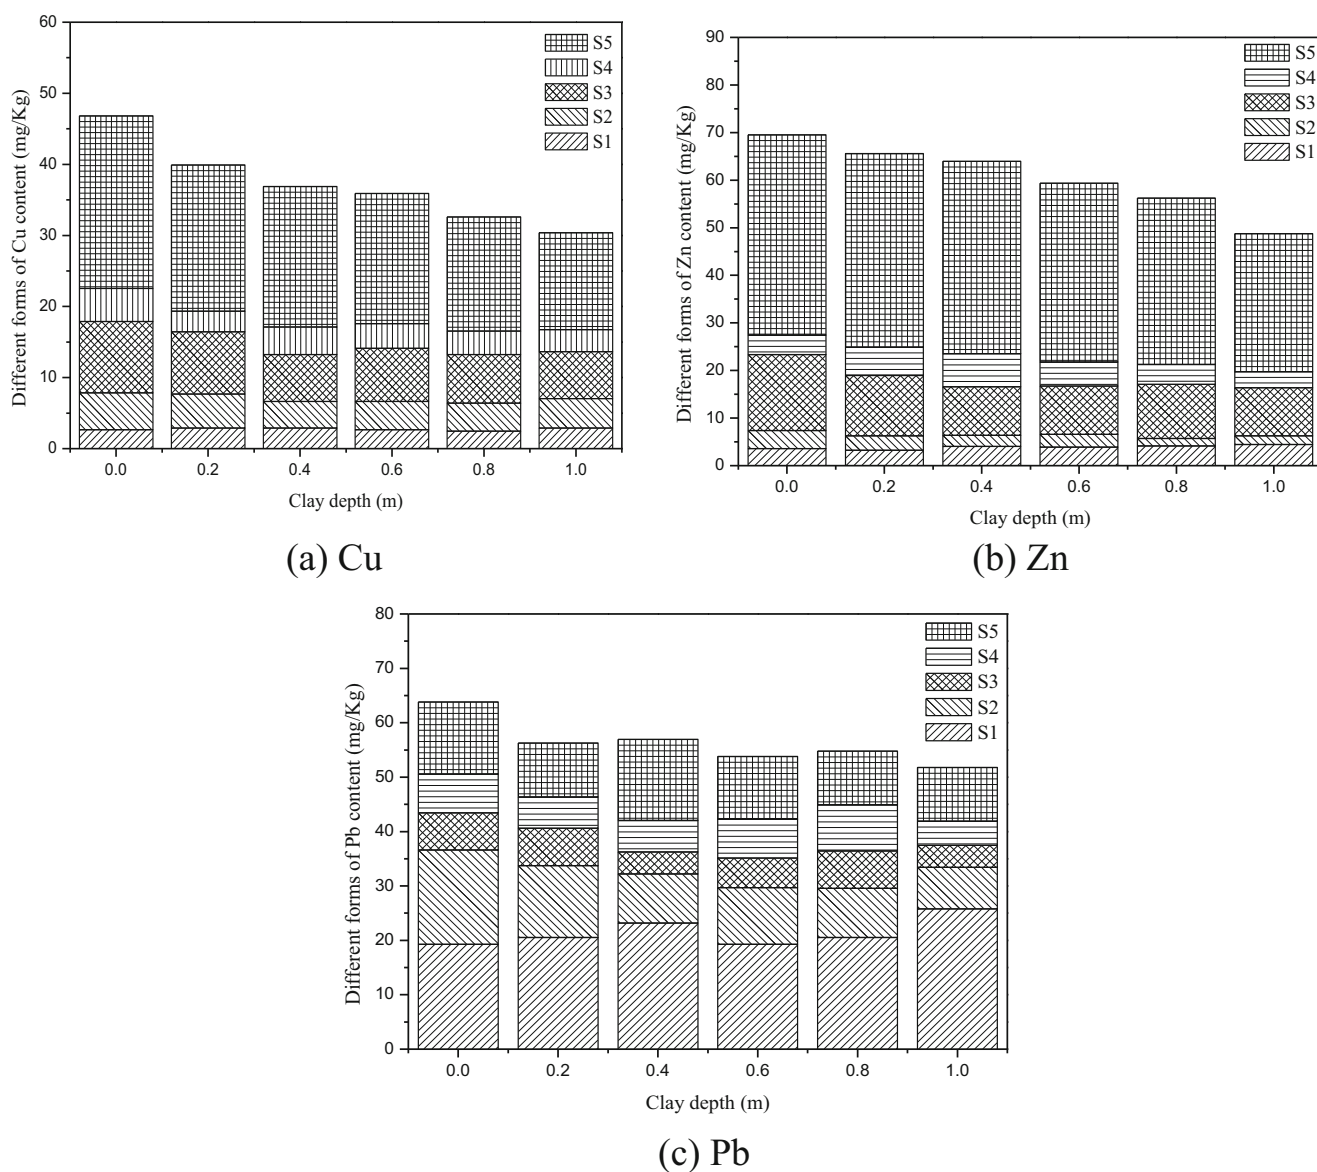 Different forms of Cu content (mg/Kg)
60
50
40
30
20
10
0
S5
S4
S3
S2
S1
0.0 0.2 0.4 0.6 0.8 1.0
Clay depth (m)
(a) Cu
Different forms of Zn content (mg/Kg)
90
80
70
60
50
40
30
20
10
0
S5
S4
S3
S2
S1
0.0 0.2 0.4 0.6 0.8 1.0
Clay depth (m)
(b) Zn
Different forms of Pb content (mg/Kg)
80
70
60
50
40
30
20
10
0
S5
S4
S3
S2
S1
0.0 0.2 0.4 0.6 0.8 1.0
Clay depth (m)
(c) Pb